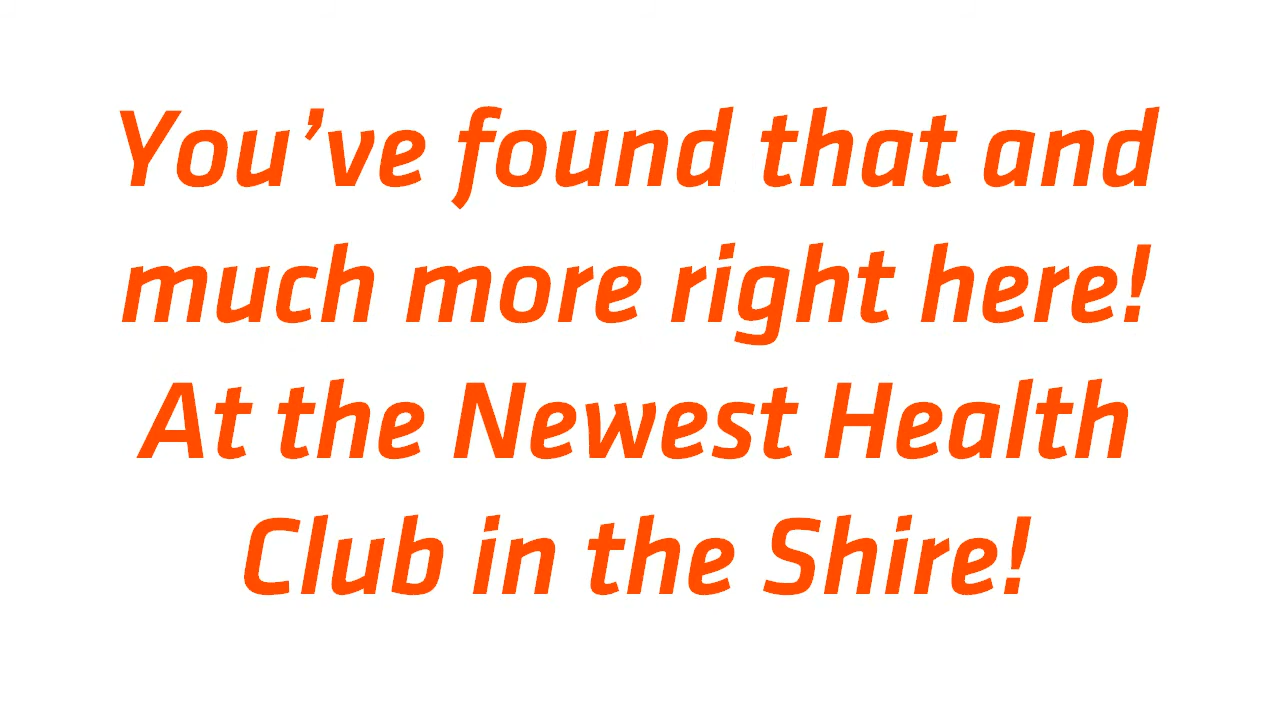 You’ve found that and
much more right here!
At the Newest Health
Club in the Shire!